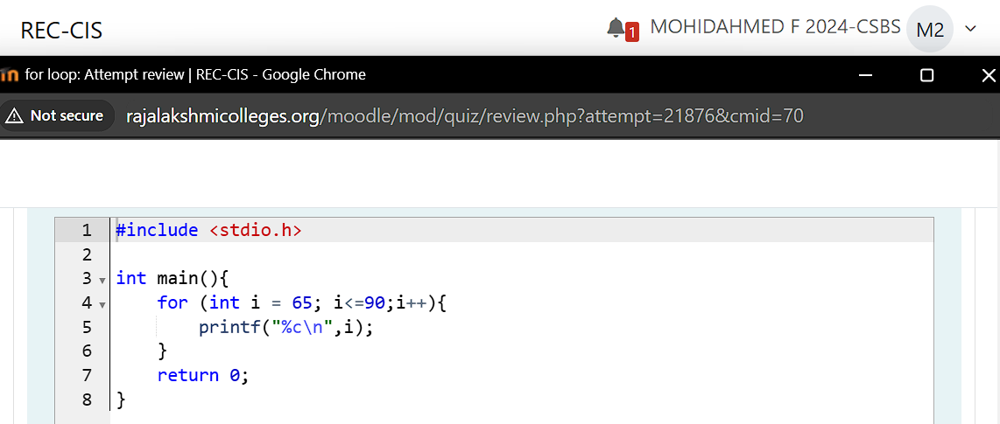 REC-CIS
1 MOHIDAHMED F 2024-CSBS M2
for loop: Attempt review | REC-CIS - Google Chrome
Not secure rajalakshmicolleges.org/moodle/mod/quiz/review.php?attempt=21876&cmid=70
1 #include <stdio.h>
2
3 int main(){
4     for (int i = 65; i<=90;i++){
5         printf("%c\n",i);
6     }
7     return 0;
8 }